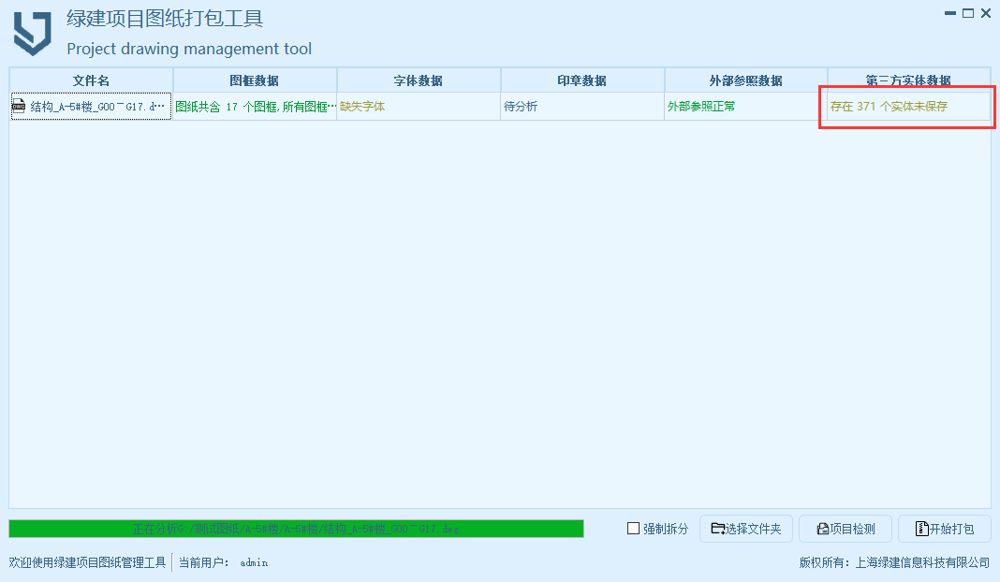 绿建项目图纸打包工具
Project drawing management tool
文件名 图框数据 字体数据 印章数据 外部参照数据 第三方实体数据
结构_A-5#楼_G00~G17.d… 图纸共含 17 个图框,所有图框… 缺失字体 待分析 外部参照正常 存在 371 个实体未保存
正在分析G:/测试图纸/A-5#楼/A-5#楼/结构_A-5#楼_G00~G17.dwg
强制拆分 选择文件夹 项目检测 开始打包
欢迎使用绿建项目图纸管理工具 当前用户: admin 版权所有: 上海绿建信息科技有限公司